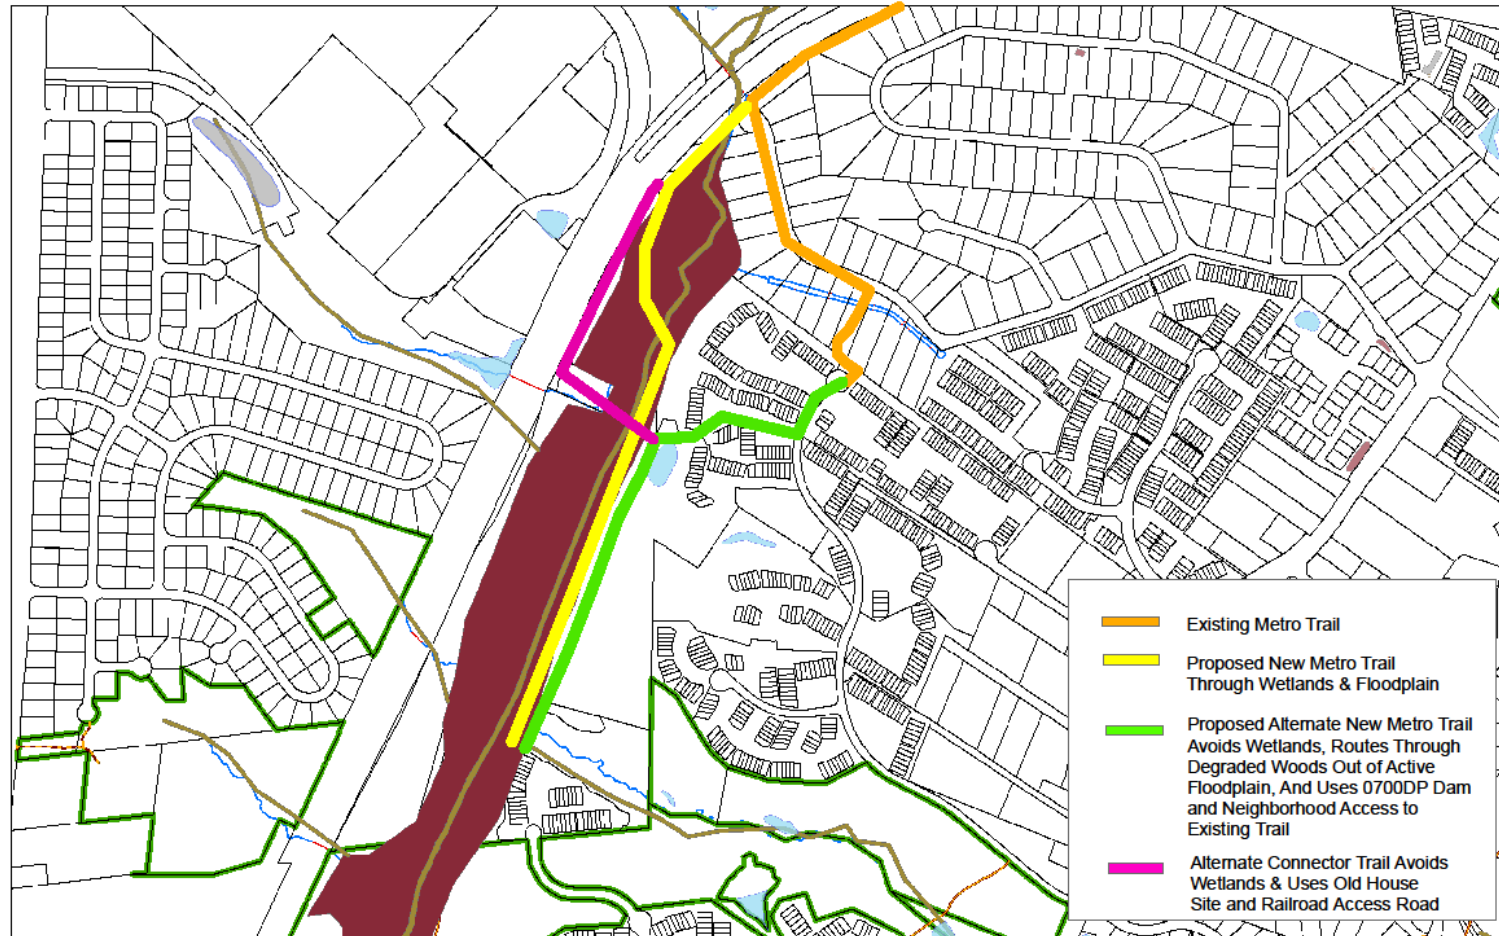 Existing Metro Trail
Proposed New Metro Trail
Through Wetlands & Floodplain
Proposed Alternate New Metro Trail
Avoids Wetlands, Routes Through
Degraded Woods Out of Active
Floodplain, And Uses 0700DP Dam
and Neighborhood Access to
Existing Trail
Alternate Connector Trail Avoids
Wetlands & Uses Old House
Site and Railroad Access Road